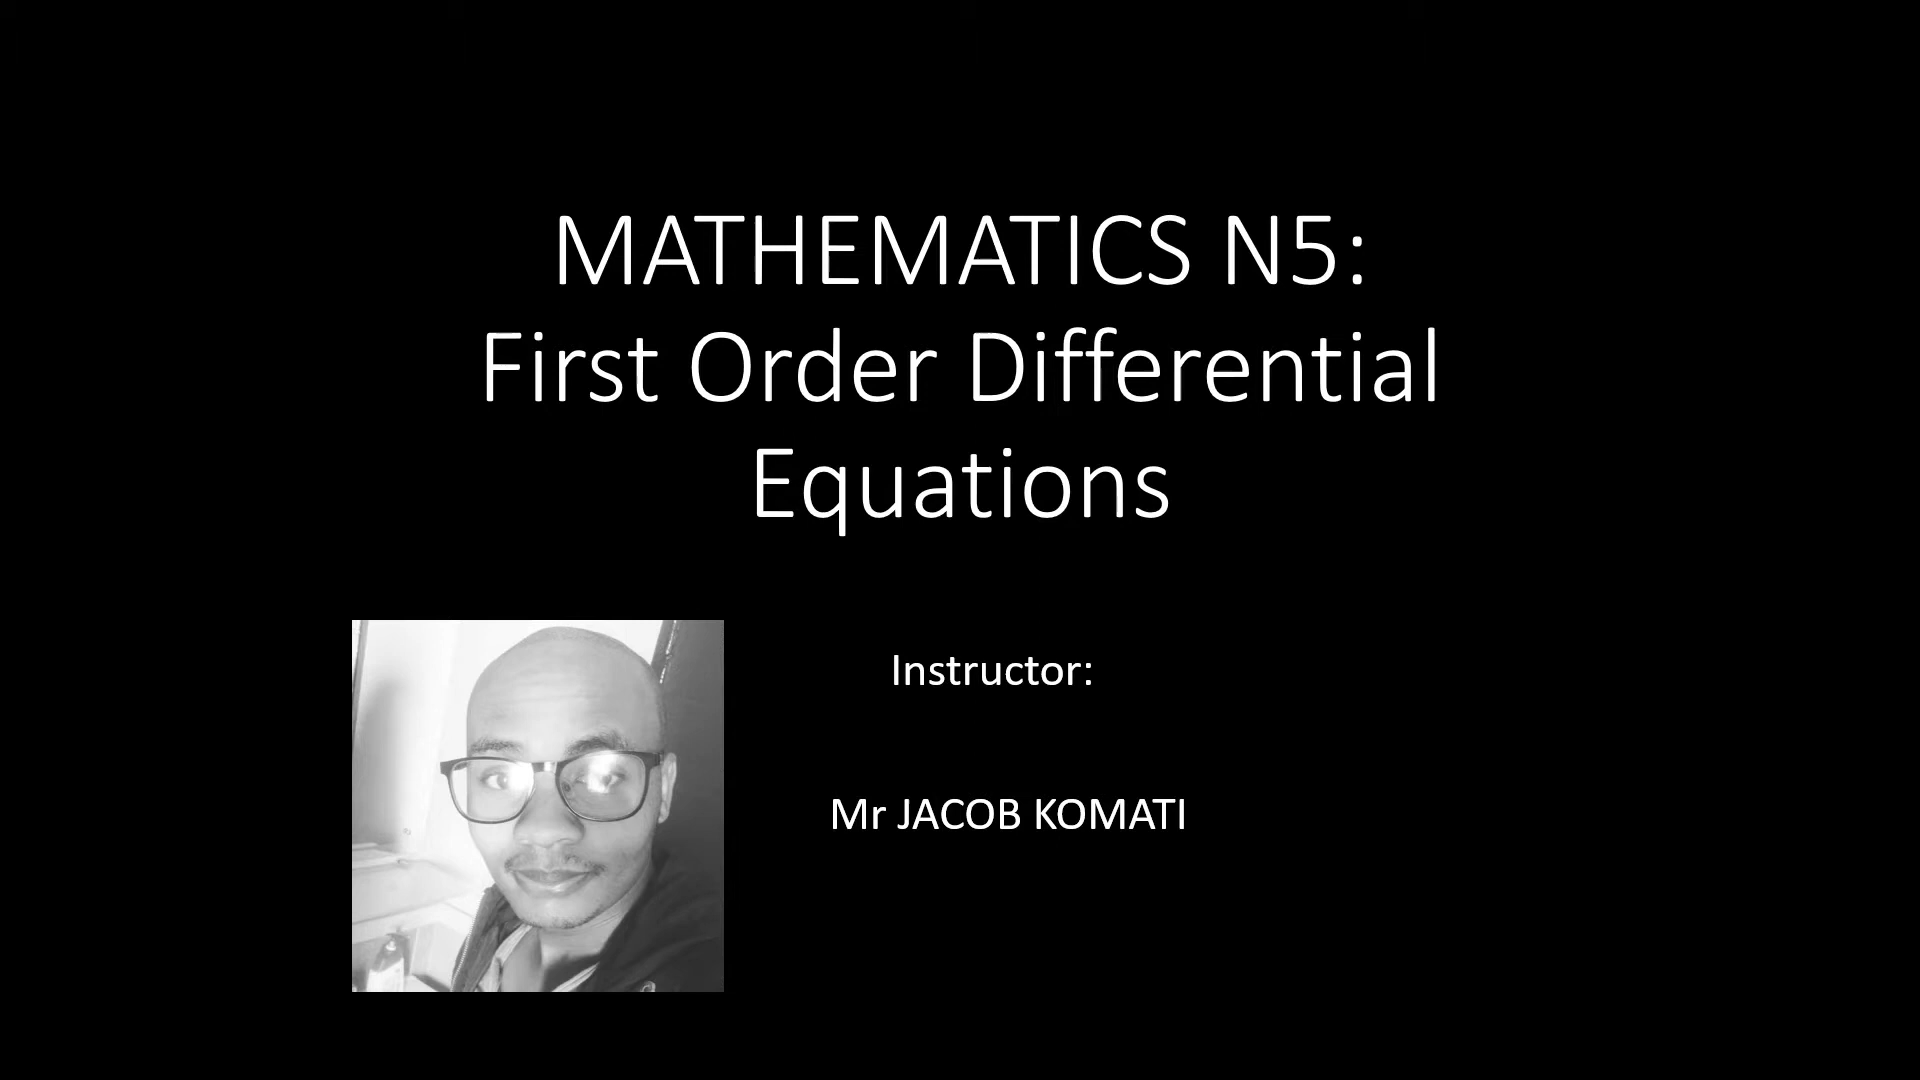 MATHEMATICS N5:
First Order Differential
Equations
Instructor:
Mr JACOB KOMATI